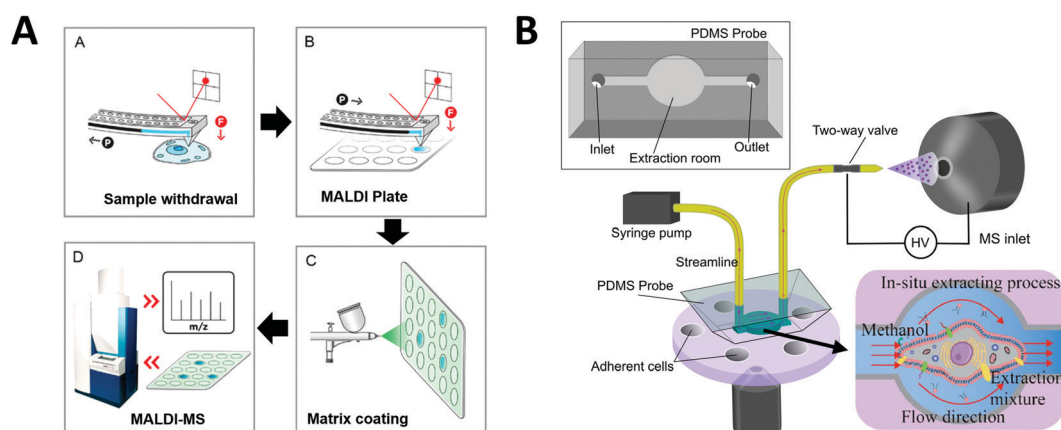 A
A
P
F
Sample withdrawal
B
P
F
MALDI Plate
D
m/z
MALDI-MS
C
Matrix coating
B
PDMS Probe
Inlet
Extraction room
Outlet
Two-way valve
Syringe pump
HV
MS inlet
Streamline
PDMS Probe
Adherent cells
In-situ extracting process
Methanol
Extraction
mixture
Flow direction